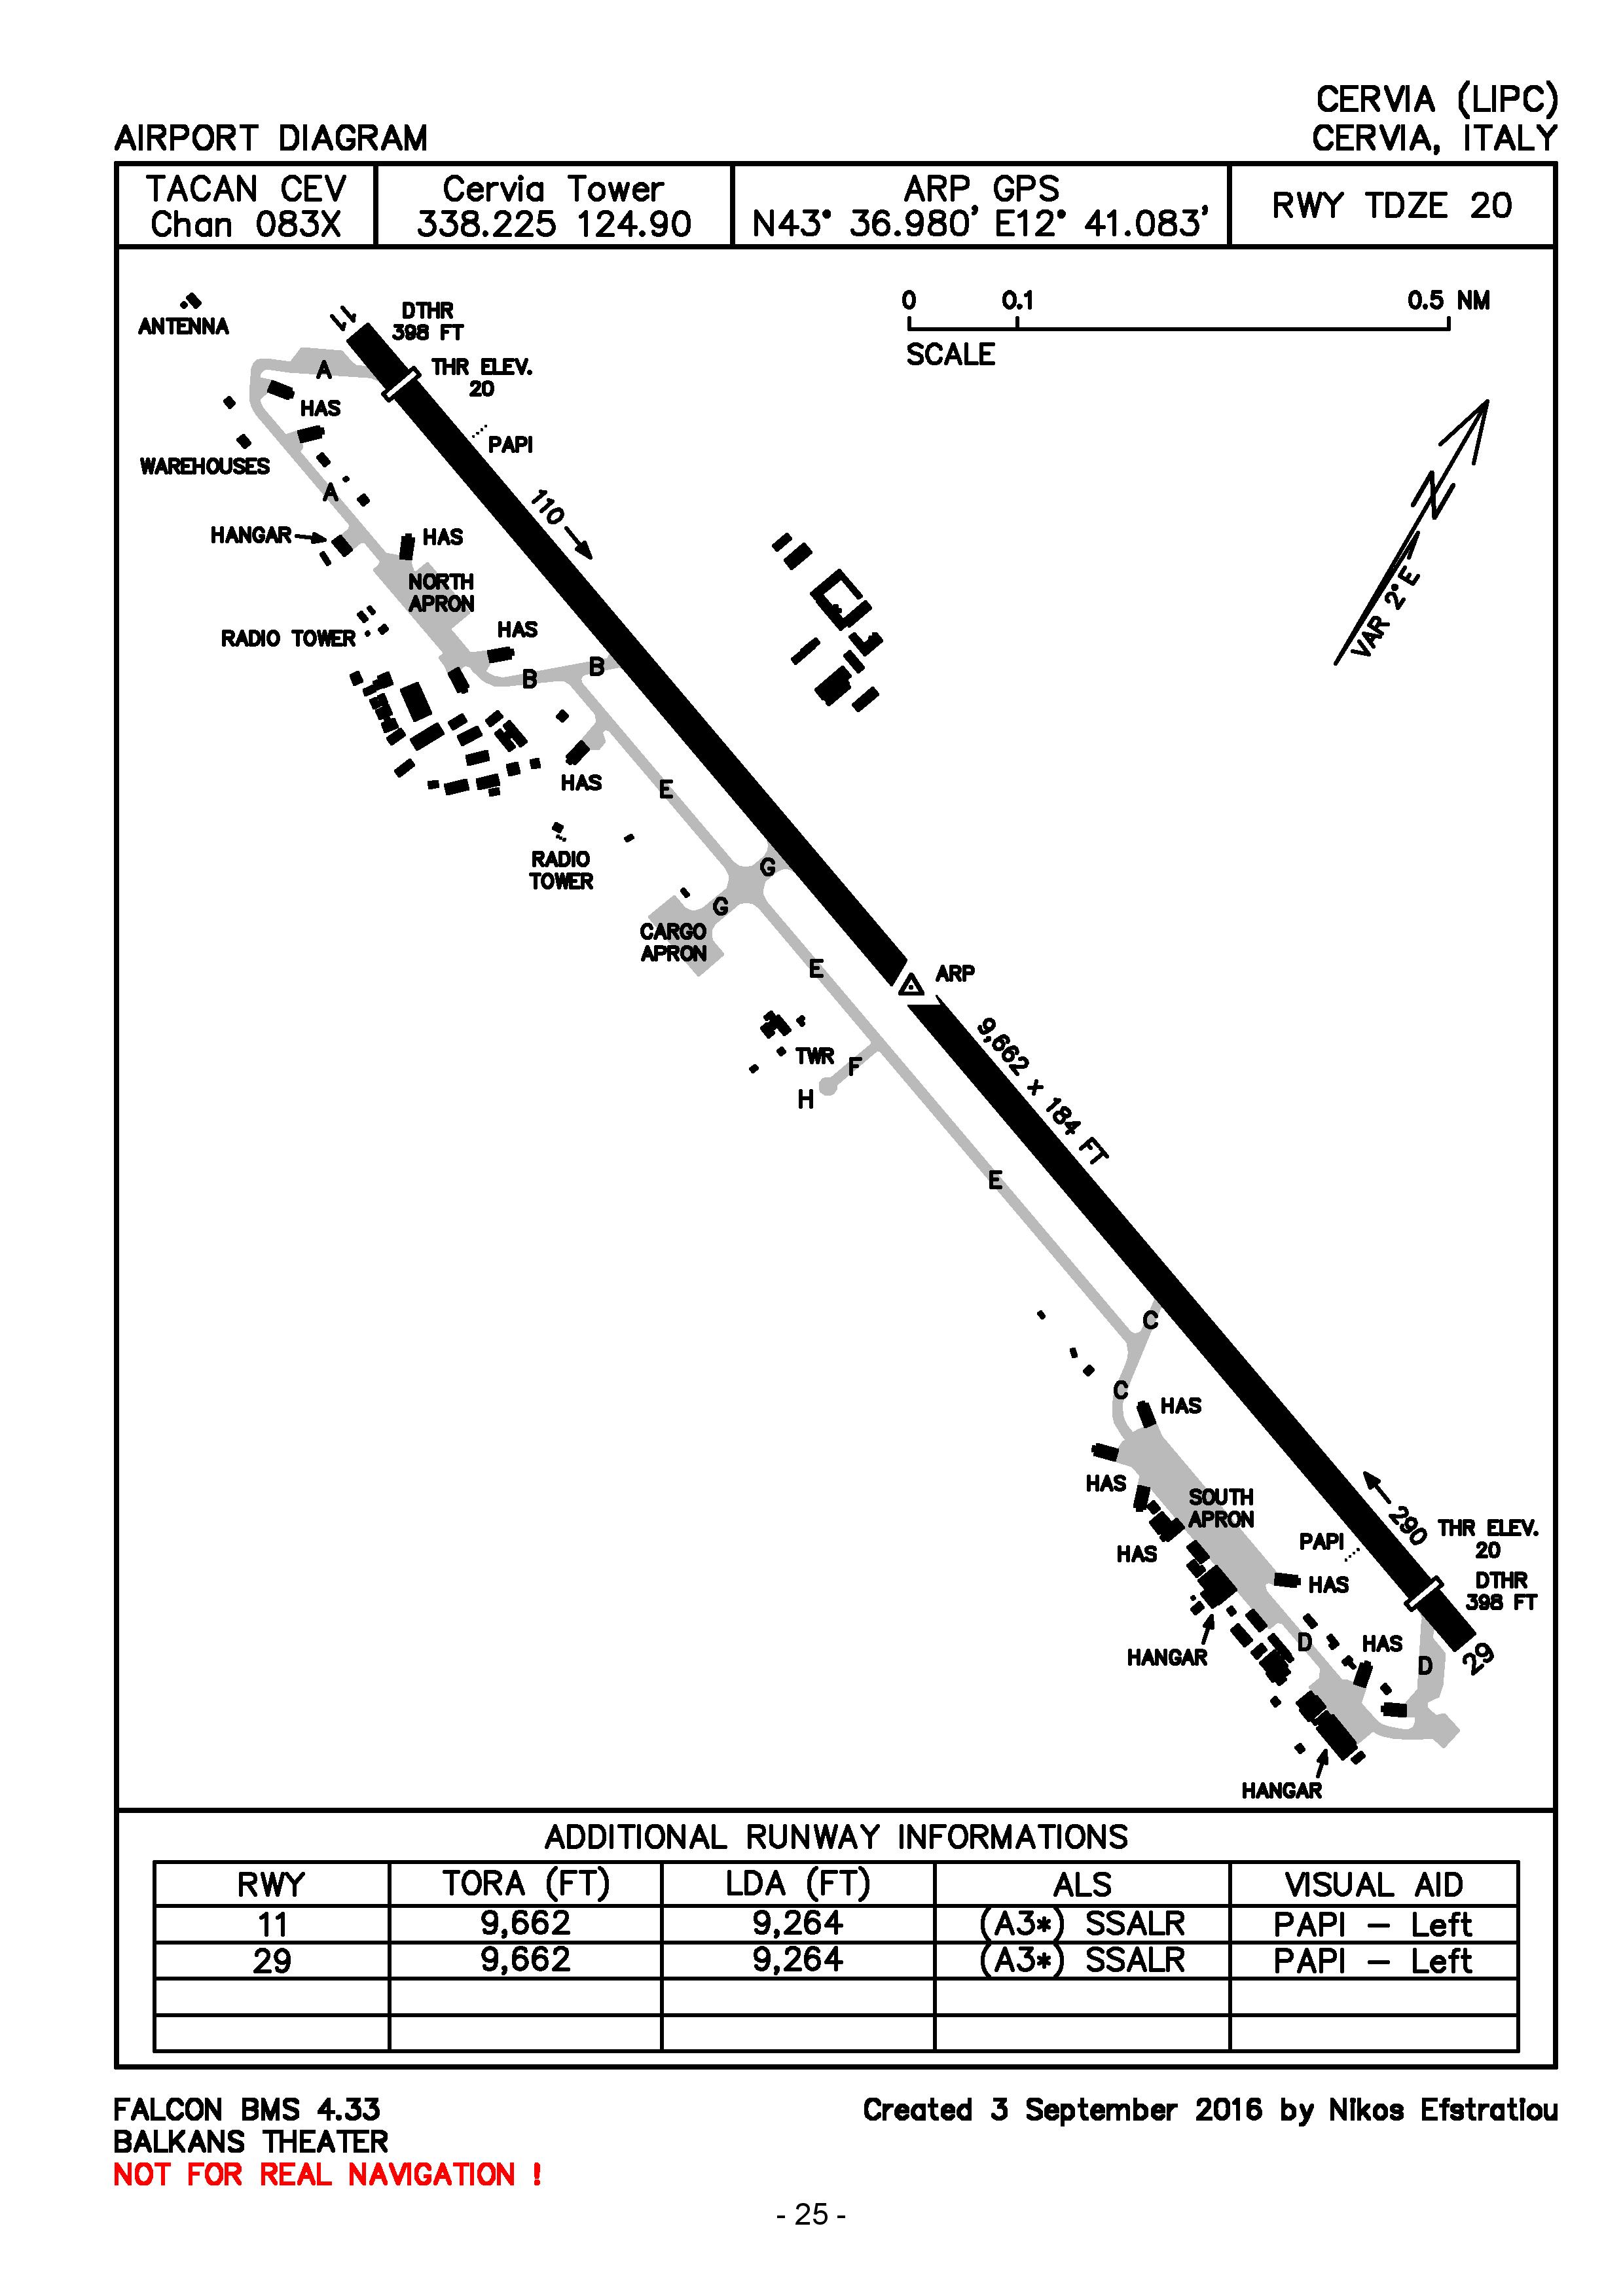 CERVIA (LIPC)
AIRPORT DIAGRAM
CERVIA, ITALY
TACAN CEV
Chan 083X
Cervia Tower
338.225 124.90
ARP GPS
N43° 36.980' E12° 41.083'
RWY TDZE 20
0 0.1 0.5 NM
SCALE
ANTENNA
11
DTHR
398 FT
THR ELEV.
20
A
HAS
PAPI
WAREHOUSES
A
110
HANGAR
HAS
NORTH
APRON
N
VAR 2°E
RADIO TOWER
HAS
B
B
HAS
E
RADIO
TOWER
G
G
CARGO
APRON
E
ARP
9,662 x 184 FT
TWR
F
H
E
C
C
HAS
HAS
SOUTH
APRON
HAS
290
THR ELEV.
20
PAPI
DTHR
398 FT
HAS
HANGAR
D
HAS
D
29
HANGAR
ADDITIONAL RUNWAY INFORMATIONS
RWY TORA (FT) LDA (FT) ALS VISUAL AID
11 9,662 9,264 (A3*) SSALR PAPI – Left
29 9,662 9,264 (A3*) SSALR PAPI – Left
FALCON BMS 4.33
Created 3 September 2016 by Nikos Efstratiou
BALKANS THEATER
NOT FOR REAL NAVIGATION !
- 25 -